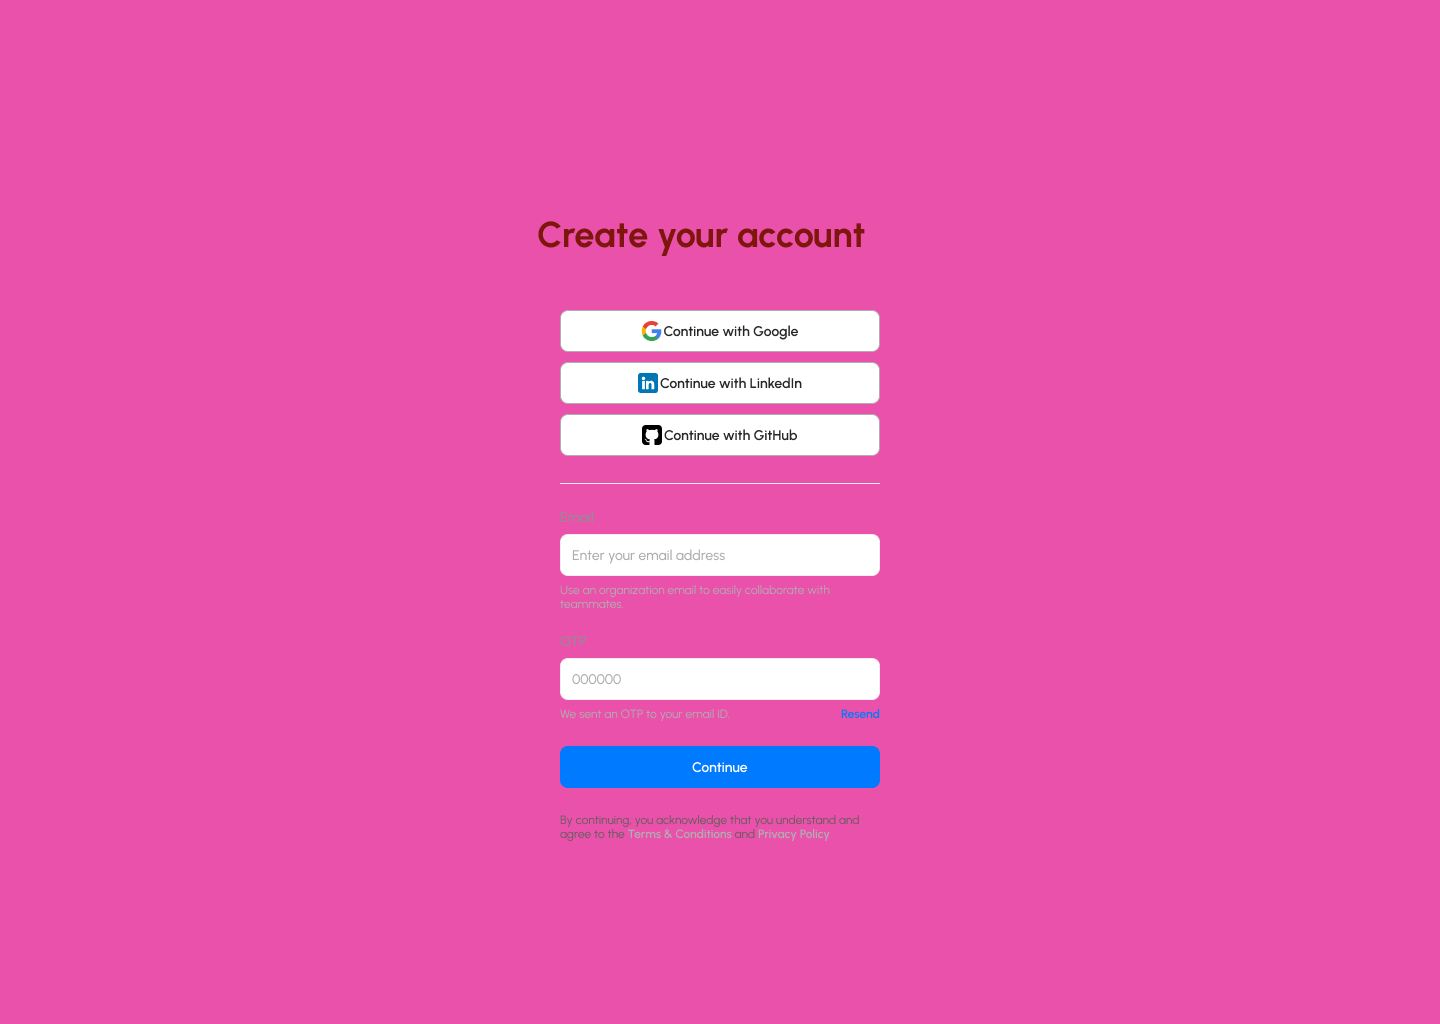 Create your account
Continue with Google
Continue with LinkedIn
Continue with GitHub
Email
Enter your email address
Use an organization email to easily collaborate with
teammates.
OTP
000000
We sent an OTP to your email ID.
Resend
Continue
By continuing, you acknowledge that you understand and
agree to the Terms & Conditions and Privacy Policy